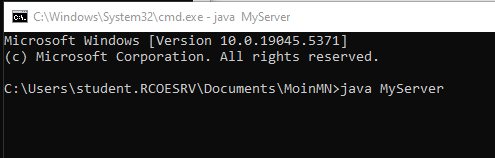 C:\Windows\System32\cmd.exe - java  MyServer
Microsoft Windows [Version 10.0.19045.5371]
(c) Microsoft Corporation. All rights reserved.
C:\Users\student.RCOESRV\Documents\MoinMN>java MyServer